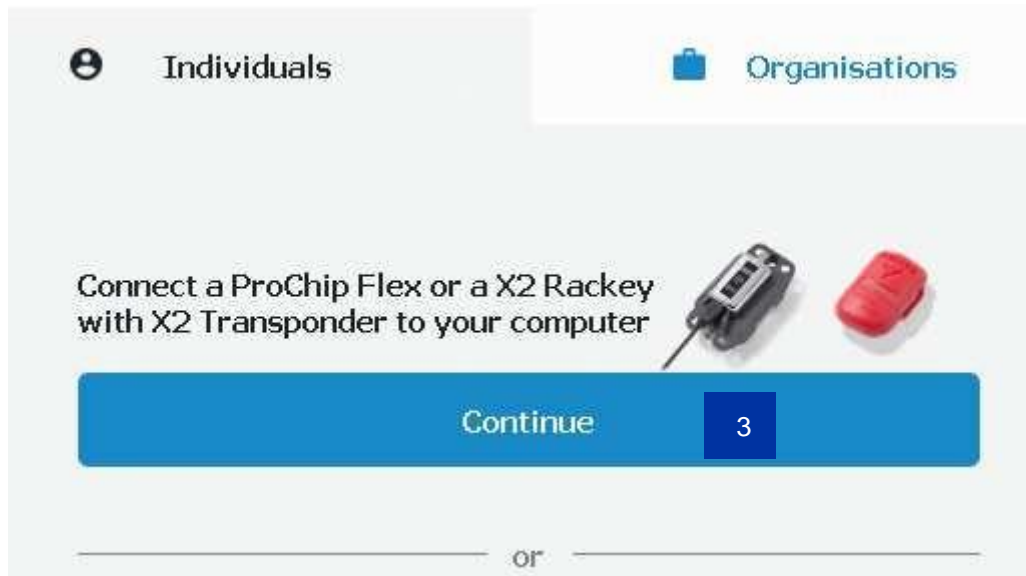 Individuals
Organisations
Connect a ProChip Flex or a X2 Rackey
with X2 Transponder to your computer
Continue
3
or